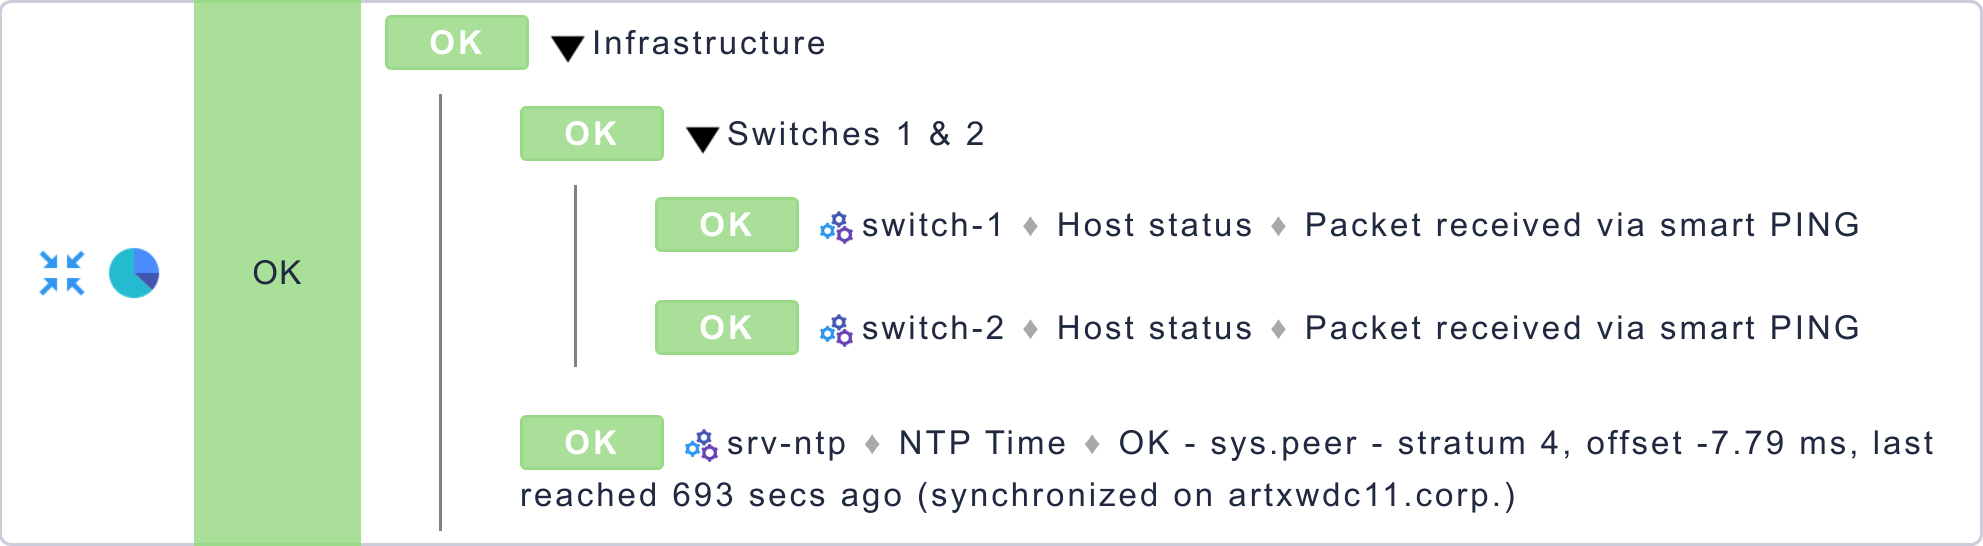 OK Infrastructure
OK Switches 1 & 2
OK switch-1 ♦ Host status ♦ Packet received via smart PING
OK
OK switch-2 ♦ Host status ♦ Packet received via smart PING
OK srv-ntp ♦ NTP Time ♦ OK - sys.peer - stratum 4, offset -7.79 ms, last
reached 693 secs ago (synchronized on artxwdc11.corp.)